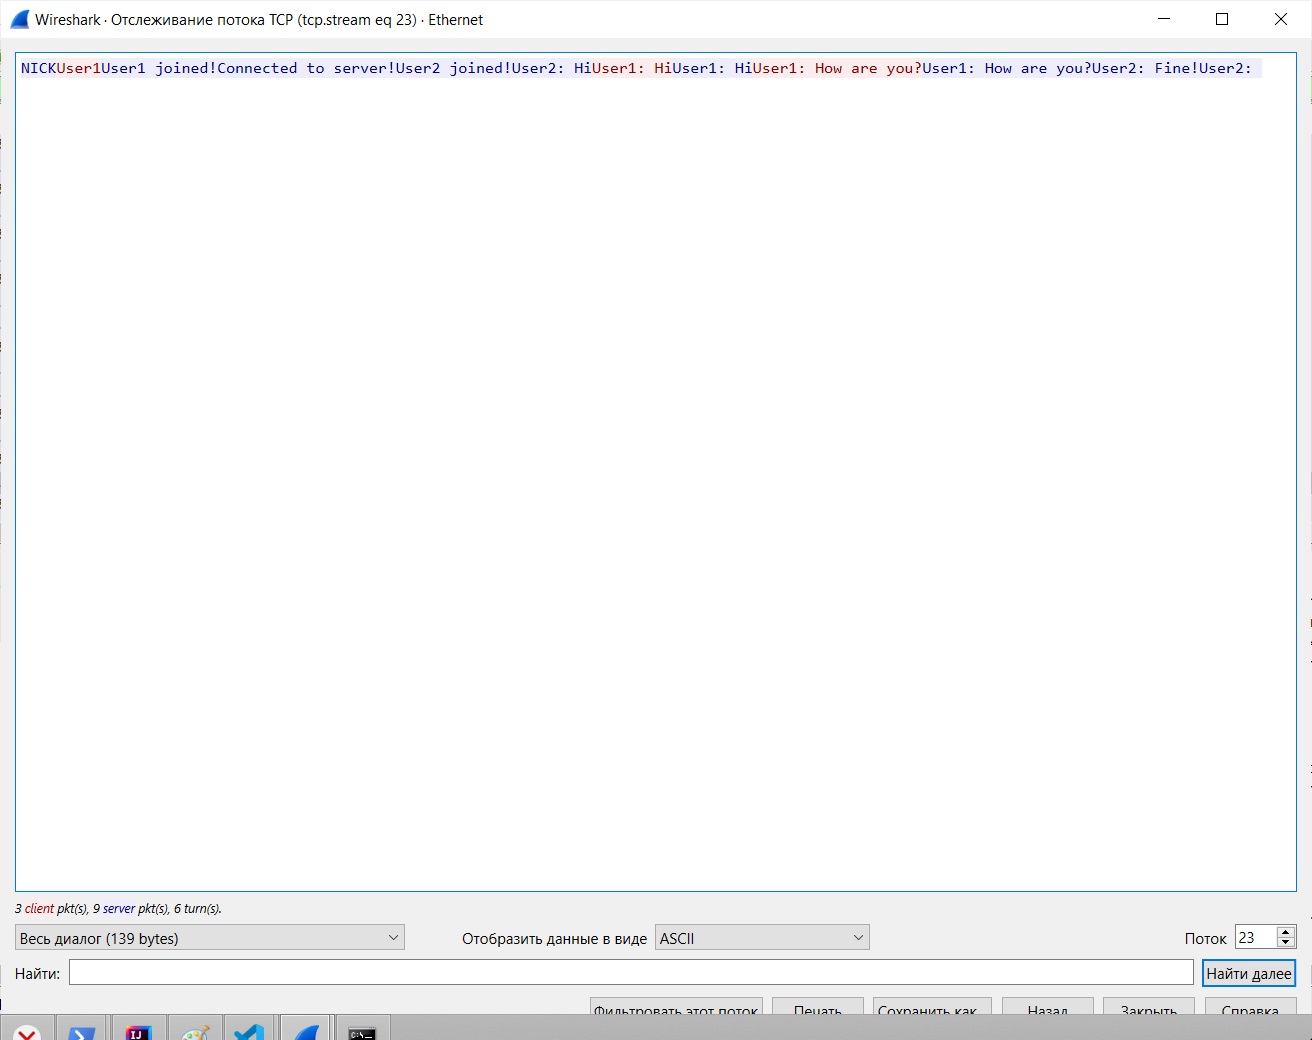 Wireshark · Отслеживание потока TCP (tcp.stream eq 23) · Ethernet
NICKUser1User1 joined!Connected to server!User2 joined!User2: HiUser1: HiUser1: HiUser1: How are you?User1: How are you?User2: Fine!User2:
3 client pkt(s), 9 server pkt(s), 6 turn(s).
Весь диалог (139 bytes)
Отобразить данные в виде
ASCII
Поток
23
Найти:
Найти далее
Фильтровать этот поток
Печать
Сохранить как…
Назад
Закрыть
Справка
IJ
C:\